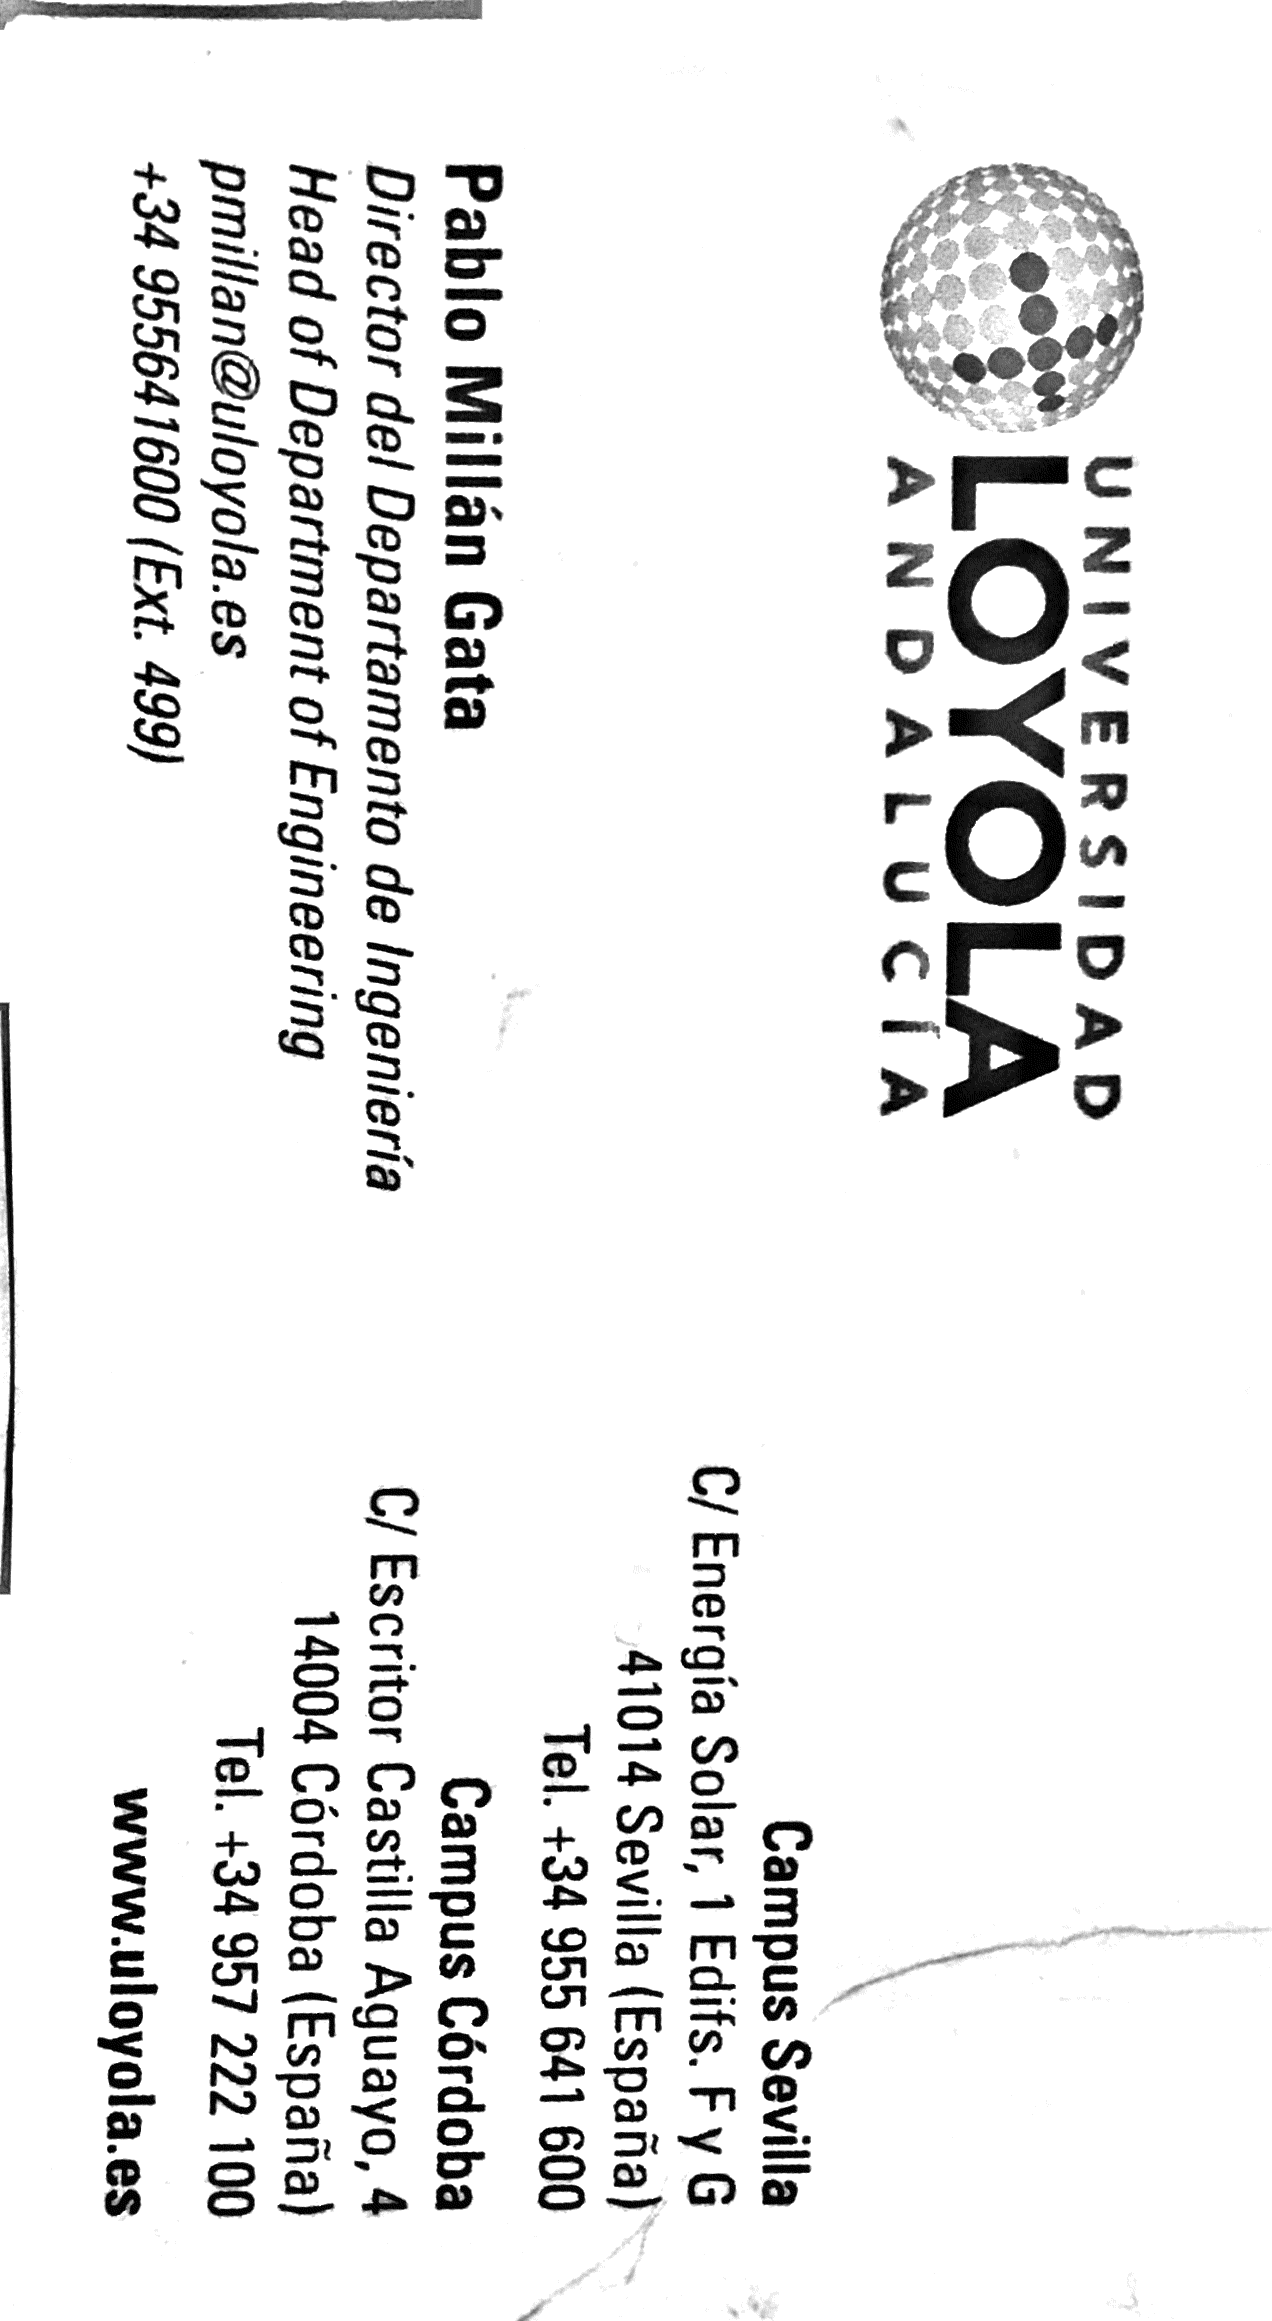 UNIVERSIDAD
LOYOLA
ANDALUCÍA
Pablo Millán Gata
Director del Departamento de Ingeniería
Head of Department of Engineering
pmillan@uloyola.es
+34 955641600 (Ext. 499)
Campus Sevilla
C/ Energía Solar, 1 Edifs. F y G
41014 Sevilla (España)
Tel. +34 955 641 600
Campus Córdoba
C/ Escritor Castilla Aguayo, 4
14004 Córdoba (España)
Tel. +34 957 222 100
www.uloyola.es